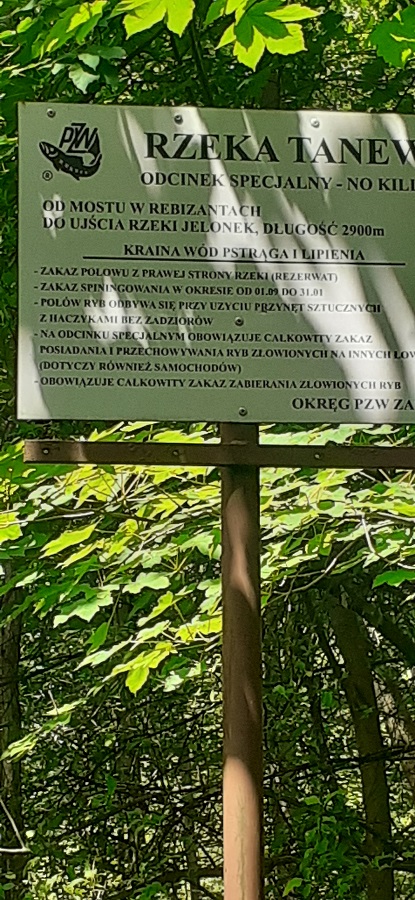 PZW
®
RZEKA TANEW
ODCINEK SPECJALNY - NO KILL
OD MOSTU W REBIZANTACH
DO UJŚCIA RZEKI JELONEK, DŁUGOŚĆ 2900m
KRAINA WÓD PSTRĄGA I LIPIENIA
- ZAKAZ POŁOWU Z PRAWEJ STRONY RZEKI (REZERWAT)
- ZAKAZ SPININGOWANIA W OKRESIE OD 01.09 DO 31.01
- POŁÓW RYB ODBYWA SIĘ PRZY UŻYCIU PRZYNĘT SZTUCZNYCH
Z HACZYKAMI BEZ ZADZIORÓW
- NA ODCINKU SPECJALNYM OBOWIĄZUJE CAŁKOWITY ZAKAZ
POSIADANIA I PRZECHOWYWANIA RYB ZŁOWIONYCH NA INNYCH
(DOTYCZY RÓWNIEŻ SAMOCHODÓW)
- OBOWIĄZUJE CAŁKOWITY ZAKAZ ZABIERANIA ZŁOWIONYCH RYB
OKRĘG PZW